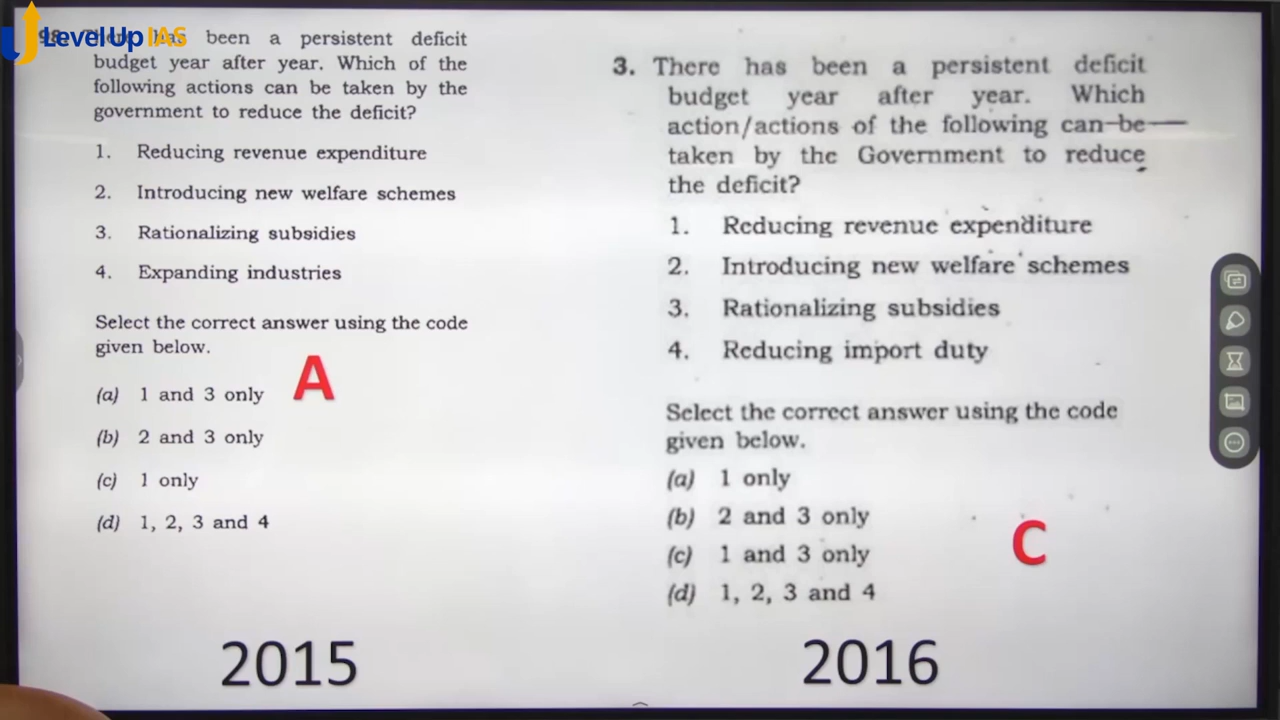 LevelUp IAS
98. There has been a persistent deficit
budget year after year. Which of the
following actions can be taken by the
government to reduce the deficit?
1. Reducing revenue expenditure
2. Introducing new welfare schemes
3. Rationalizing subsidies
4. Expanding industries
Select the correct answer using the code
given below.
(a) 1 and 3 only
A
(b) 2 and 3 only
(c) 1 only
(d) 1, 2, 3 and 4
2015
3. There has been a persistent deficit
budget year after year. Which
action/actions of the following can be
taken by the Government to reduce
the deficit?
1. Reducing revenue expenditure
2. Introducing new welfare schemes
3. Rationalizing subsidies
4. Reducing import duty
Select the correct answer using the code
given below.
(a) 1 only
(b) 2 and 3 only
(c) 1 and 3 only
C
(d) 1, 2, 3 and 4
2016